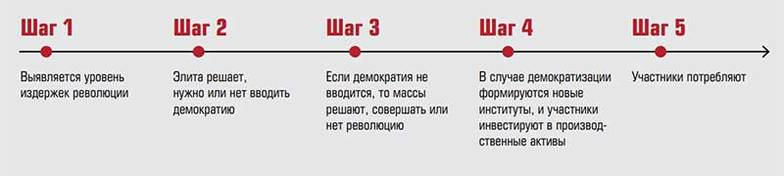 Шаг 1
Выявляется уровень
издержек революции
Шаг 2
Элита решает,
нужно или нет вводить
демократию
Шаг 3
Если демократия не
вводится, то массы
решают, совершать или
нет революцию
Шаг 4
В случае демократизации
формируются новые
институты, и участники
инвестируют в производ-
ственные активы
Шаг 5
Участники потребляют